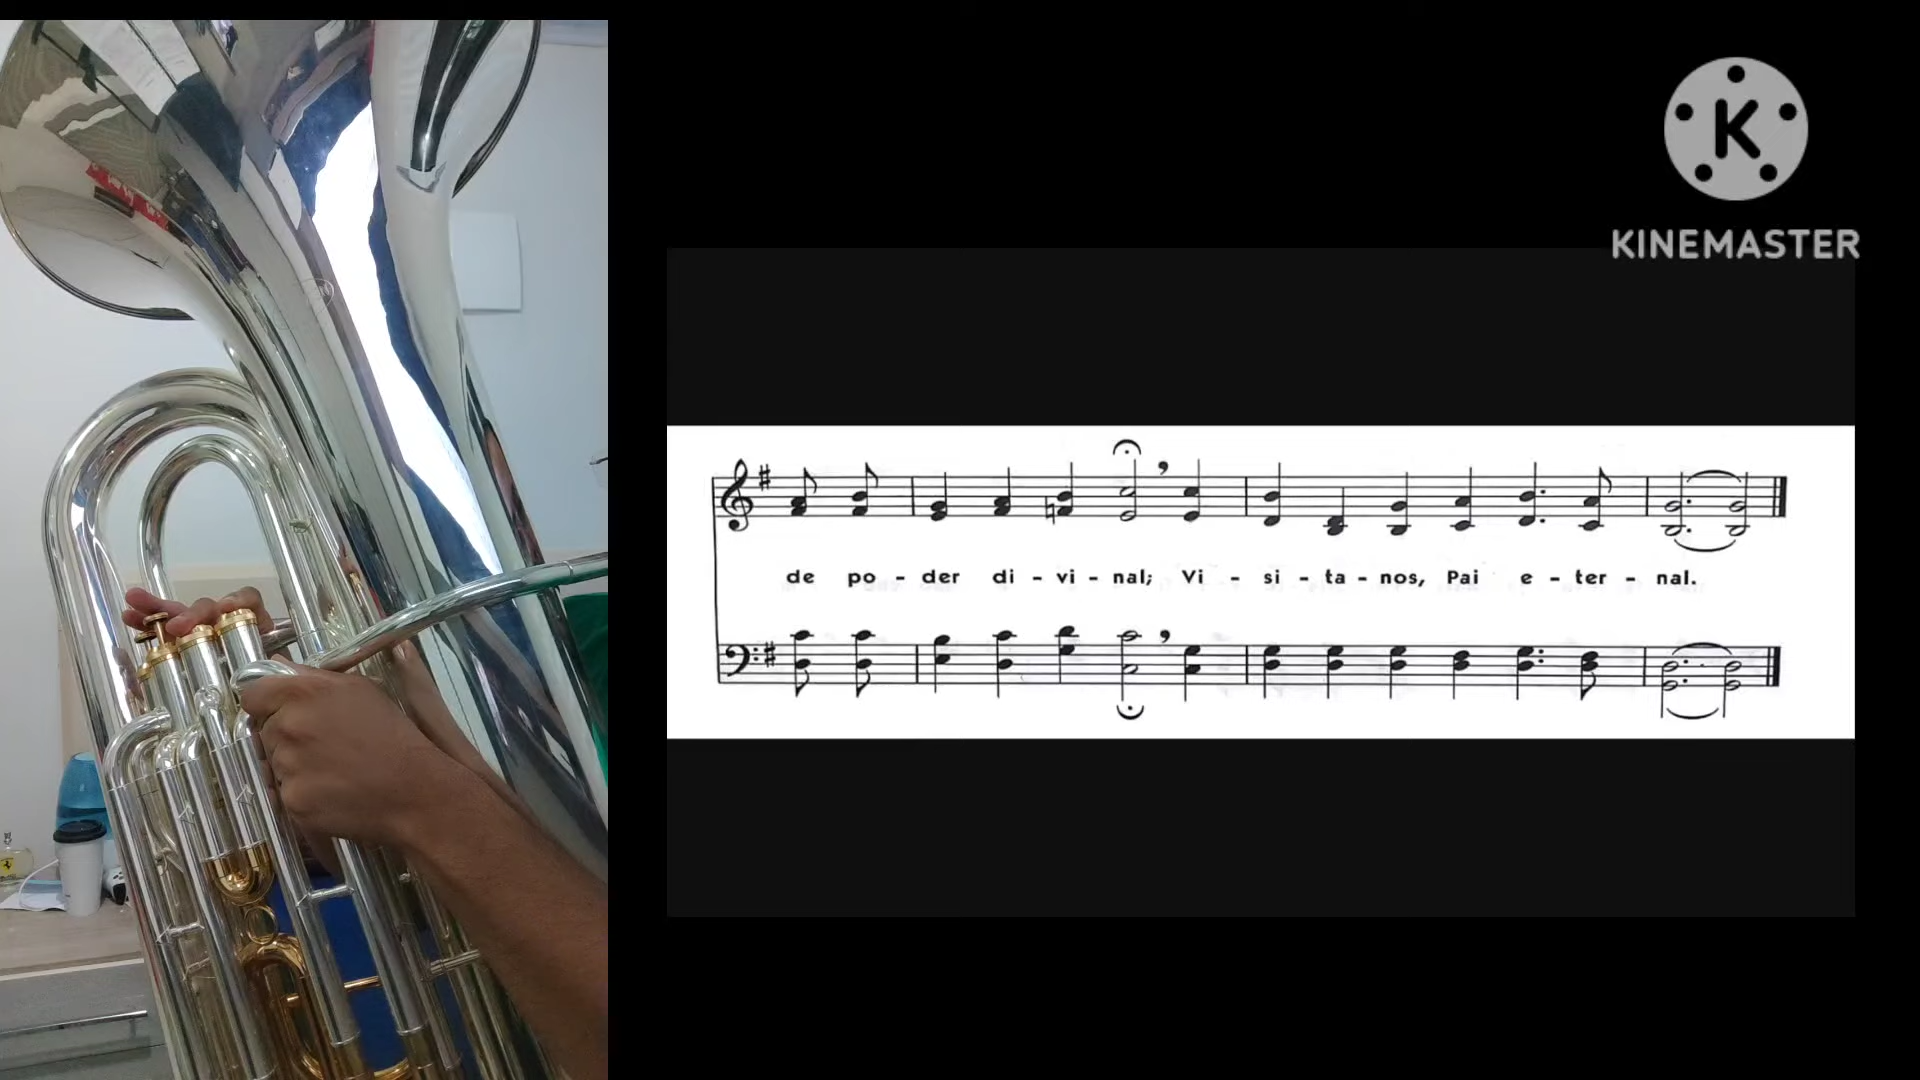 K
KINEMASTER
de po - der di - vi - nal; Vi - si - ta - nos, Pai e - ter - nal.